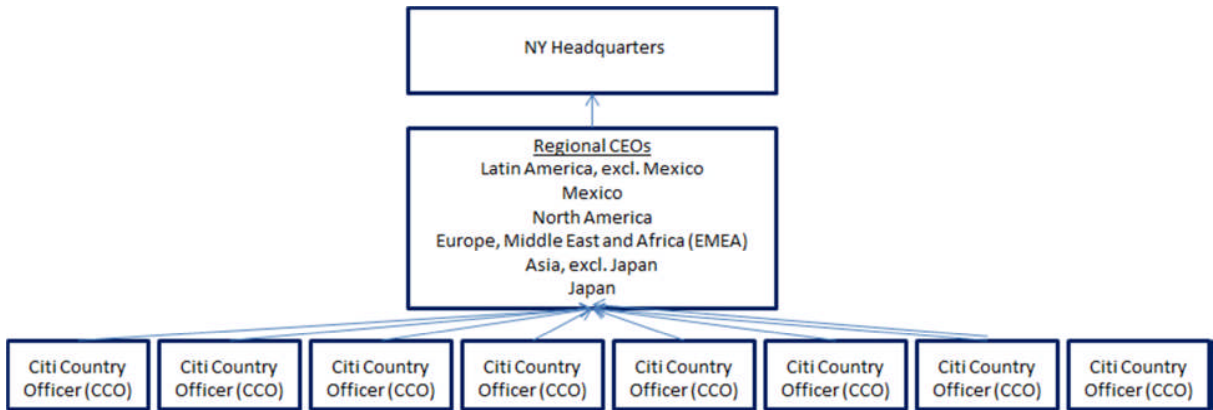 NY Headquarters
Regional CEOs
Latin America, excl. Mexico
Mexico
North America
Europe, Middle East and Africa (EMEA)
Asia, excl. Japan
Japan
Citi Country
Officer (CCO)
Citi Country
Officer (CCO)
Citi Country
Officer (CCO)
Citi Country
Officer (CCO)
Citi Country
Officer (CCO)
Citi Country
Officer (CCO)
Citi Country
Officer (CCO)
Citi Country
Officer (CCO)